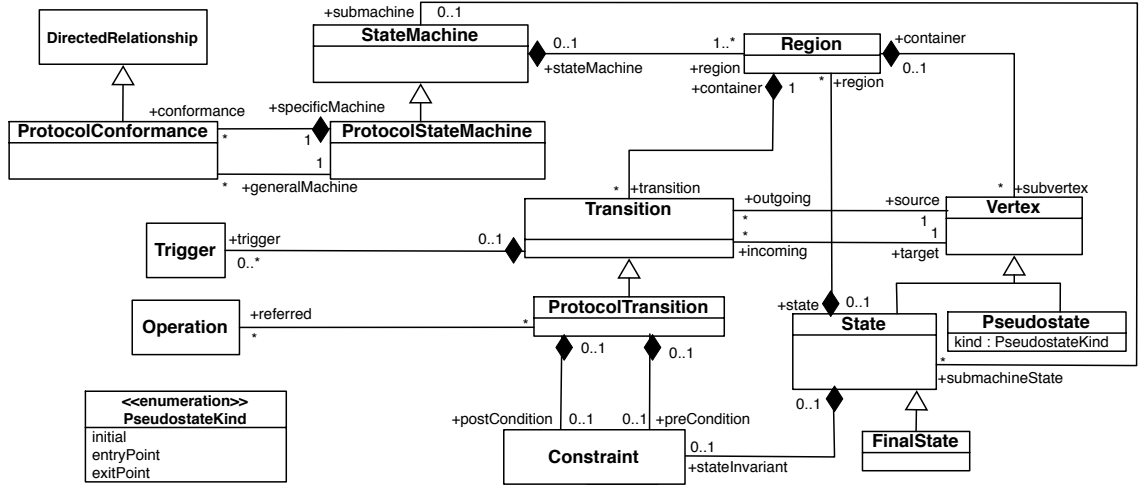 +submachine 0..1
DirectedRelationship
StateMachine
0..1
+stateMachine
1..*
+region
Region
+container
0..1
+container 1
* +region
+conformance
*
+specificMachine
1
ProtocolConformance
ProtocolStateMachine
1
* +generalMachine
* +transition
* +subvertex
Transition
+outgoing
*
+source
1
Vertex
*
+incoming
1
+target
Trigger
+trigger
0..*
0..1
Operation
+referred
*
*
ProtocolTransition
0..1
0..1
+state 0..1
State
Pseudostate
kind : PseudostateKind
*
+submachineState
<<enumeration>>
PseudostateKind
initial
entryPoint
exitPoint
+postCondition 0..1
0..1 +preCondition
0..1
Constraint
0..1
+stateInvariant
FinalState